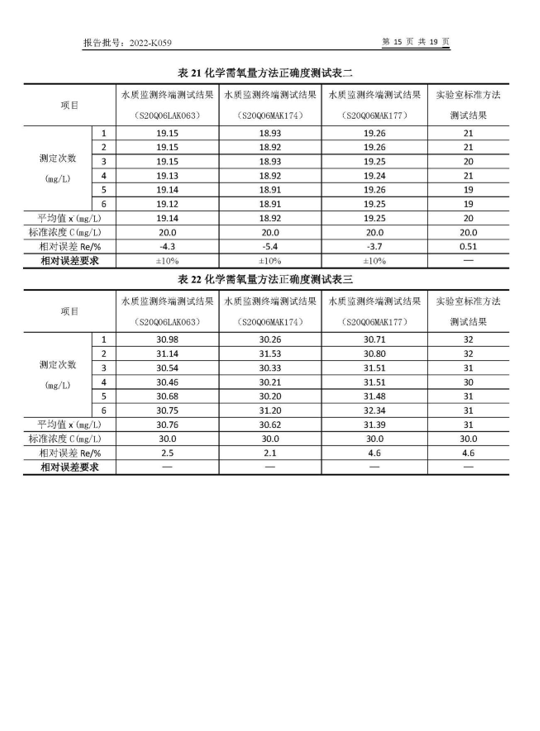 报告批号：2022-K059 第 15 页 共 19 页
表 21 化学需氧量方法正确度测试表二
项目 水质监测终端测试结果（S20Q06LAK063） 水质监测终端测试结果（S20Q06MAK174） 水质监测终端测试结果（S20Q06MAK177） 实验室标准方法测试结果
测定次数(mg/L) 1 19.15 18.93 19.26 21
2 19.15 18.92 19.26 21
3 19.15 18.93 19.25 20
4 19.13 18.92 19.24 21
5 19.14 18.91 19.26 19
6 19.12 18.91 19.25 19
平均值 x (mg/L) 19.14 18.92 19.25 20
标准浓度 C(mg/L) 20.0 20.0 20.0 20.0
相对误差 Re/% -4.3 -5.4 -3.7 0.51
相对误差要求 ±10% ±10% ±10% —
表 22 化学需氧量方法正确度测试表三
项目 水质监测终端测试结果（S20Q06LAK063） 水质监测终端测试结果（S20Q06MAK174） 水质监测终端测试结果（S20Q06MAK177） 实验室标准方法测试结果
测定次数(mg/L) 1 30.98 30.26 30.71 32
2 31.14 31.53 30.80 32
3 30.54 30.33 31.51 31
4 30.46 30.21 31.51 30
5 30.68 30.20 31.48 31
6 30.75 31.20 32.34 31
平均值 x (mg/L) 30.76 30.62 31.39 31
标准浓度 C(mg/L) 30.0 30.0 30.0 30.0
相对误差 Re/% 2.5 2.1 4.6 4.6
相对误差要求 — — — —